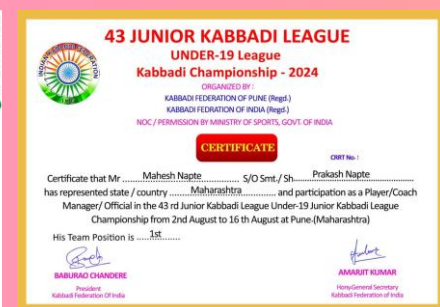 43 JUNIOR KABBADI LEAGUE
UNDER-19 League
Kabbadi Championship - 2024
ORGANIZED BY :
KABBADI FEDERATION OF PUNE (Regd.)
KABBADI FEDRATION OF INDIA (Regd.)
NOC / PERMISSION BY MINISTRY OF SPORTS, GOVT. OF INDIA
CERTIFICATE
CRRT No. :
Certificate that Mr Mahesh Napte S/O Smt./ Sh Prakash Napte
has represented state / country Maharashtra and participation as a Player/Coach
Manager/ Official in the 43 rd Junior Kabbadi League Under-19 Junior Kabbadi League
Championship from 2nd August to 16 th August at Pune-(Maharashtra)
His Team Position is 1st
BABURAO CHANDERE
President
Kabbadi Federation Of India
AMARJIT KUMAR
Hony.General Secretary
Kabbadi Federation of India